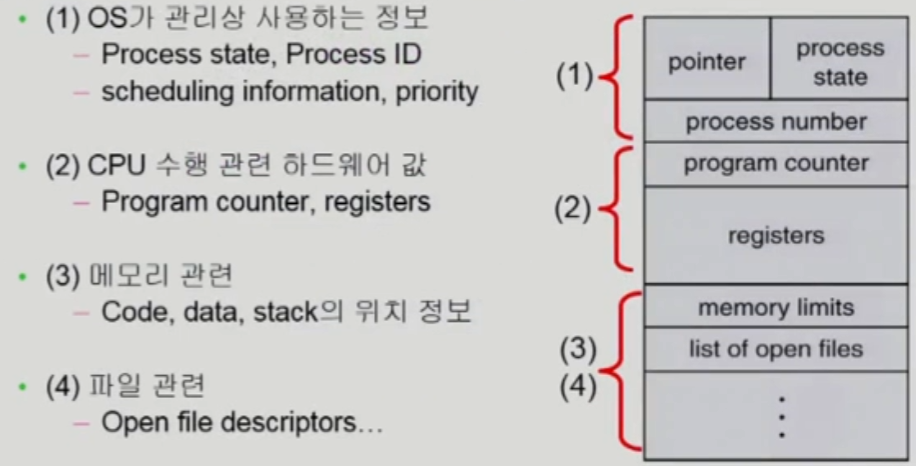 • (1) OS가 관리상 사용하는 정보
– Process state, Process ID
– scheduling information, priority
• (2) CPU 수행 관련 하드웨어 값
– Program counter, registers
• (3) 메모리 관련
– Code, data, stack의 위치 정보
• (4) 파일 관련
– Open file descriptors…
(1)
(2)
(3)
(4)
pointer
process
state
process number
program counter
registers
memory limits
list of open files